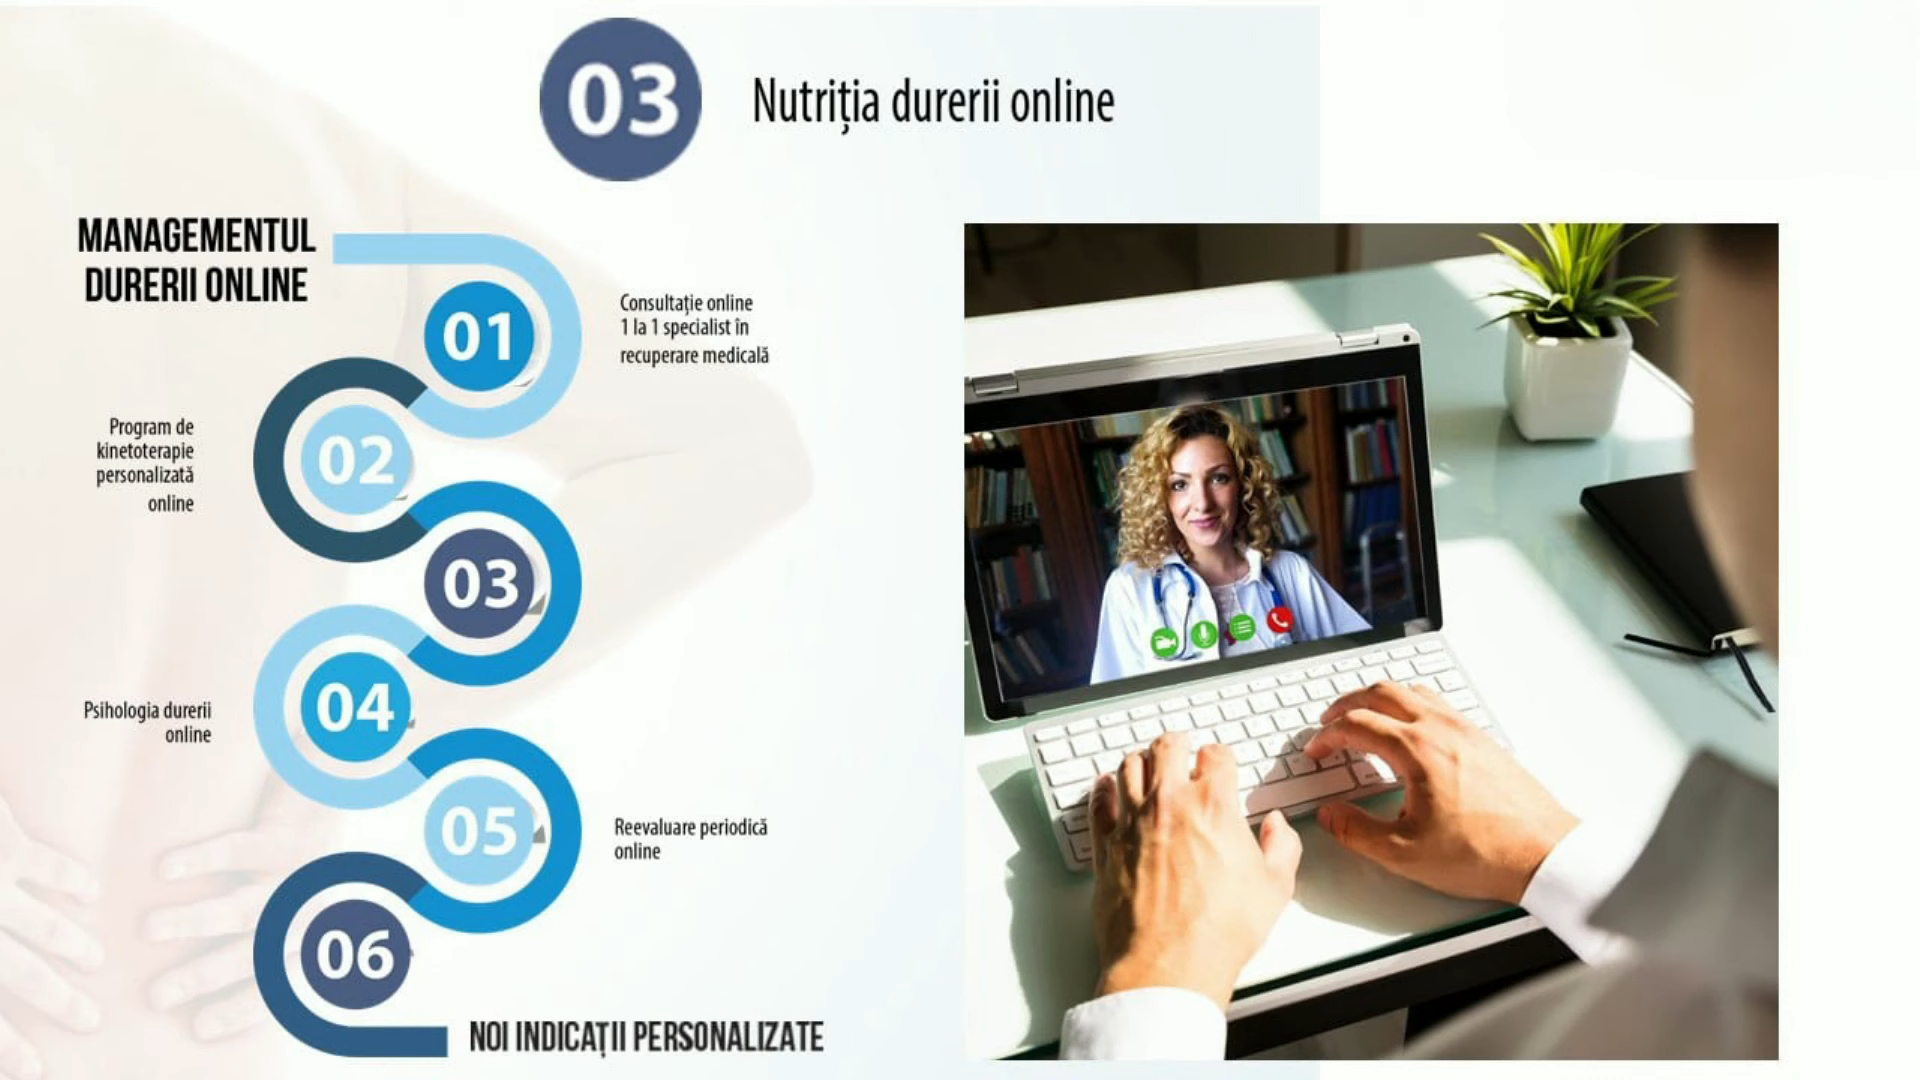 03
Nutriția durerii online
MANAGEMENTUL
DURERII ONLINE
01
Consultație online
1 la 1 specialist în
recuperare medicală
02
Program de
kinetoterapie
personalizată
online
03
04
Psihologia durerii
online
05
Reevaluare periodică
online
06
NOI INDICAȚII PERSONALIZATE